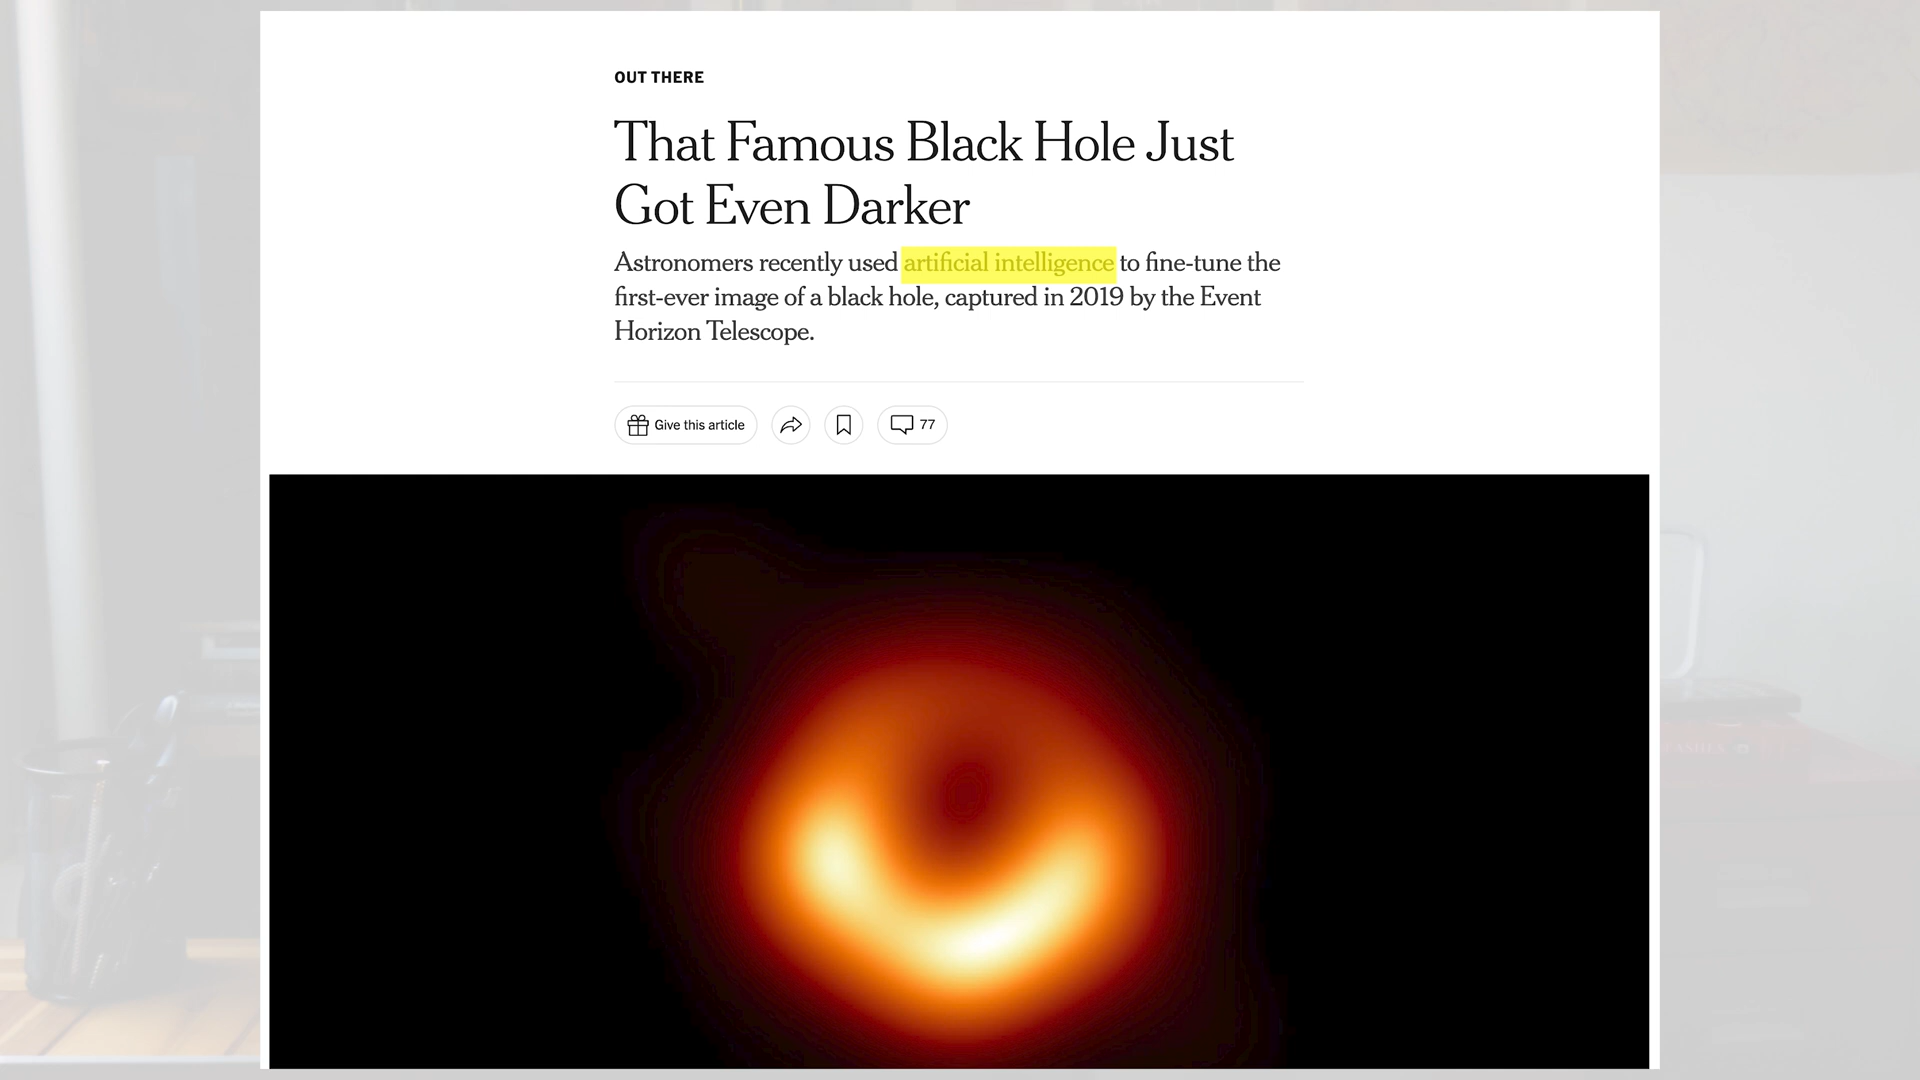 OUT THERE
That Famous Black Hole Just
Got Even Darker
Astronomers recently used artificial intelligence to fine-tune the
first-ever image of a black hole, captured in 2019 by the Event
Horizon Telescope.
Give this article
77